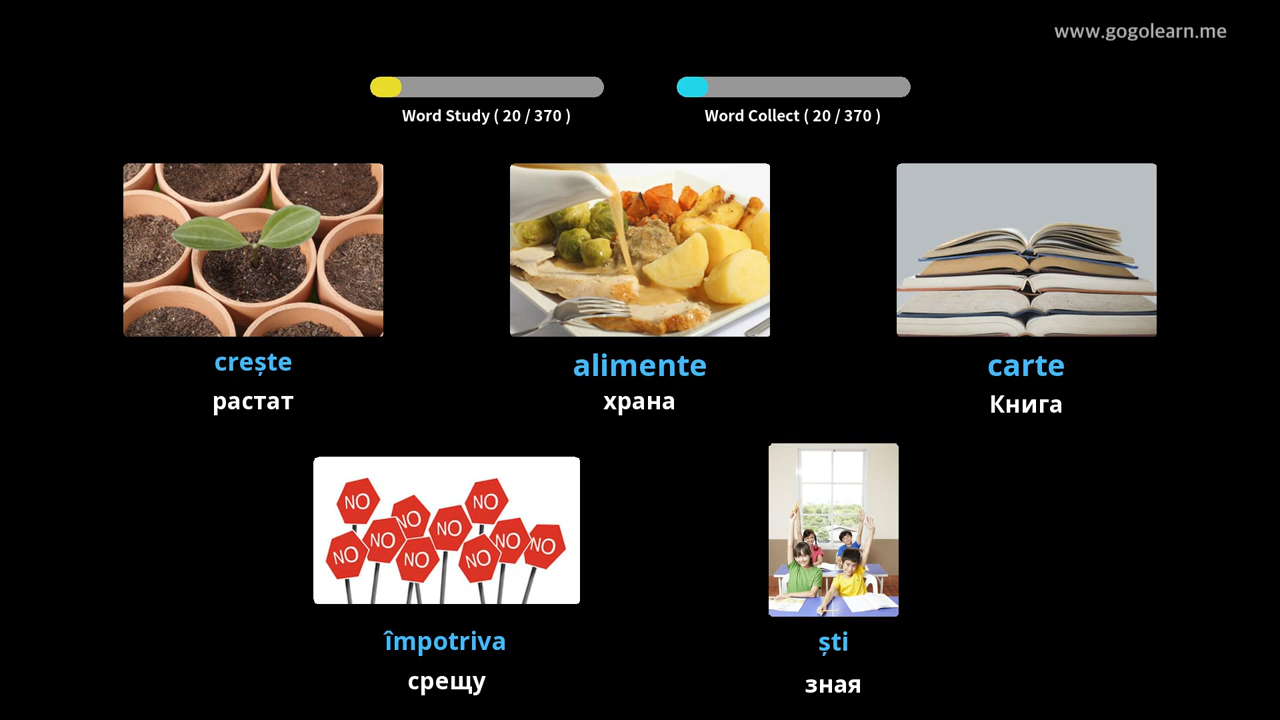 www.gogolearn.me
Word Study ( 20 / 370 )
Word Collect ( 20 / 370 )
crește
растат
alimente
храна
carte
Книга
NO
NO
NO
NO
NO
NO
NO
NO
NO
NO
împotriva
срещу
ști
зная